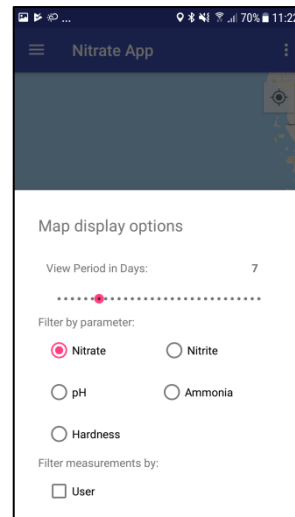 ... 70% 11:22
Nitrate App
Map display options
View Period in Days: 7
Filter by parameter:
Nitrate Nitrite
pH Ammonia
Hardness
Filter measurements by:
User